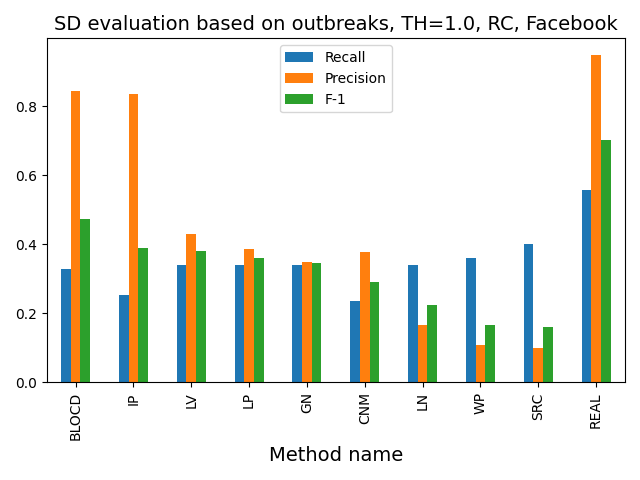 SD evaluation based on outbreaks, TH=1.0, RC, Facebook
Recall
Precision
F-1
0.8
0.6
0.4
0.2
0.0
BLOCD
IP
LV
LP
GN
CNM
LN
WP
SRC
REAL
Method name